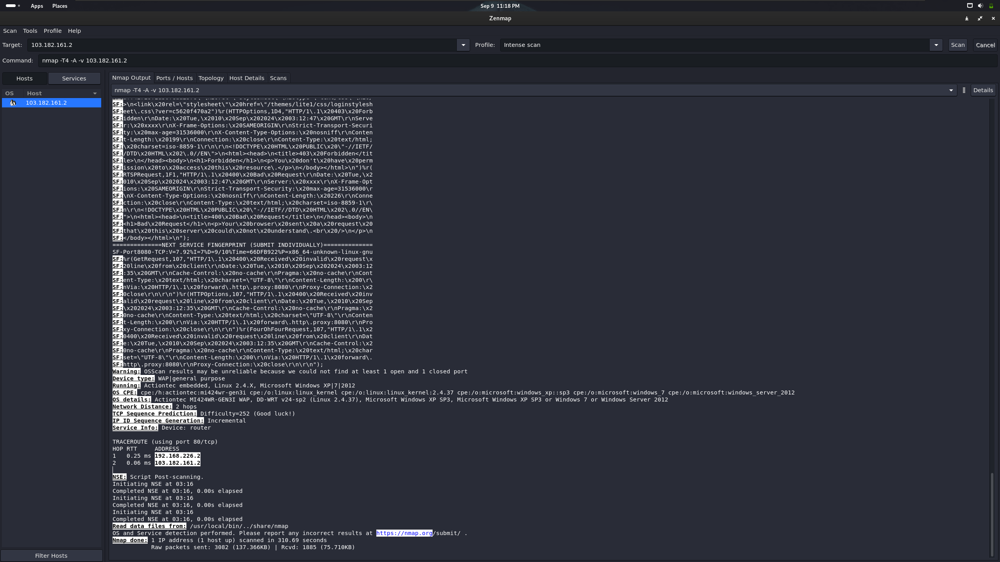 Apps Places Sep 9 11:18 PM
Zenmap
Scan Tools Profile Help
Target: 103.182.161.2 Profile: Intense scan Scan Cancel
Command: nmap -T4 -A -v 103.182.161.2
Hosts Services
OS Host
103.182.161.2
Nmap Output Ports / Hosts Topology Host Details Scans
nmap -T4 -A -v 103.182.161.2 Details
SF:>\n<link\x20rel=\"stylesheet\"\x20href=\"/themes/lite1/css/loginstylesh
SF:eet\.css\?ver=c5620f470a2")%r(HTTPOptions,1D4,"HTTP/1\.1\x20403\x20Forb
SF:idden\r\nDate:\x20Tue,\x2010\x20Sep\x202024\x2003:12:47\x20GMT\r\nServe
SF:r:\x20xxxx\r\nX-Frame-Options:\x20SAMEORIGIN\r\nStrict-Transport-Securi
SF:ty:\x20max-age=31536000\r\nX-Content-Type-Options:\x20nosniff\r\nConten
SF:t-Length:\x20199\r\nConnection:\x20close\r\nContent-Type:\x20text/html;
SF:\x20charset=iso-8859-1\r\n\r\n<!DOCTYPE\x20HTML\x20PUBLIC\x20\"-//IETF/
SF:/DTD\x20HTML\x202\.0//EN\">\n<html><head>\n<title>403\x20Forbidden</tit
SF:le>\n</head><body>\n<h1>Forbidden</h1>\n<p>You\x20don't\x20have\x20perm
SF:ission\x20to\x20access\x20this\x20resource\.</p>\n</body></html>\n")%r(
SF:RTSPRequest,1F1,"HTTP/1\.1\x20400\x20Bad\x20Request\r\nDate:\x20Tue,\x2
SF:010\x20Sep\x202024\x2003:12:47\x20GMT\r\nServer:\x20xxxx\r\nX-Frame-Opt
SF:ions:\x20SAMEORIGIN\r\nStrict-Transport-Security:\x20max-age=31536000\r
SF:\nX-Content-Type-Options:\x20nosniff\r\nContent-Length:\x20226\r\nConne
SF:ction:\x20close\r\nContent-Type:\x20text/html;\x20charset=iso-8859-1\r\
SF:n\r\n<!DOCTYPE\x20HTML\x20PUBLIC\x20\"-//IETF//DTD\x20HTML\x202\.0//EN\
SF:">\n<html><head>\n<title>400\x20Bad\x20Request</title>\n</head><body>\n
SF:<h1>Bad\x20Request</h1>\n<p>Your\x20browser\x20sent\x20a\x20request\x20
SF:that\x20this\x20server\x20could\x20not\x20understand\.<br\x20/>\n</p>\n
SF:</body></html>\n");
==============NEXT SERVICE FINGERPRINT (SUBMIT INDIVIDUALLY)==============
SF-Port8080-TCP:V=7.92%I=7%D=9/10%Time=66DFB922%P=x86_64-unknown-linux-gnu
SF:%r(GetRequest,107,"HTTP/1\.1\x20400\x20Received\x20invalid\x20request\x
SF:20line\x20from\x20client\r\nDate:\x20Tue,\x2010\x20Sep\x202024\x2003:12
SF::35\x20GMT\r\nCache-Control:\x20no-cache\r\nPragma:\x20no-cache\r\nCont
SF:ent-Type:\x20text/html;\x20charset=\"UTF-8\"\r\nContent-Length:\x200\r\
SF:nVia:\x20HTTP/1\.1\x20forward\.http\.proxy:8080\r\nProxy-Connection:\x2
SF:0close\r\n\r\n")%r(HTTPOptions,107,"HTTP/1\.1\x20400\x20Received\x20inv
SF:alid\x20request\x20line\x20from\x20client\r\nDate:\x20Tue,\x2010\x20Sep
SF:\x202024\x2003:12:35\x20GMT\r\nCache-Control:\x20no-cache\r\nPragma:\x2
SF:0no-cache\r\nContent-Type:\x20text/html;\x20charset=\"UTF-8\"\r\nConten
SF:t-Length:\x200\r\nVia:\x20HTTP/1\.1\x20forward\.http\.proxy:8080\r\nPro
SF:xy-Connection:\x20close\r\n\r\n")%r(FourOhFourRequest,107,"HTTP/1\.1\x2
SF:0400\x20Received\x20invalid\x20request\x20line\x20from\x20client\r\nDat
SF:e:\x20Tue,\x2010\x20Sep\x202024\x2003:12:35\x20GMT\r\nCache-Control:\x2
SF:0no-cache\r\nPragma:\x20no-cache\r\nContent-Type:\x20text/html;\x20char
SF:set=\"UTF-8\"\r\nContent-Length:\x200\r\nVia:\x20HTTP/1\.1\x20forward\.
SF:http\.proxy:8080\r\nProxy-Connection:\x20close\r\n\r\n");
Warning: OSScan results may be unreliable because we could not find at least 1 open and 1 closed port
Device type: WAP|general purpose
Running: Actiontec embedded, Linux 2.4.X, Microsoft Windows XP|7|2012
OS CPE: cpe:/h:actiontec:mi424wr-gen3i cpe:/o:linux:linux_kernel cpe:/o:linux:linux_kernel:2.4.37 cpe:/o:microsoft:windows_xp::sp3 cpe:/o:microsoft:windows_7 cpe:/o:microsoft:windows_server_2012
OS details: Actiontec MI424WR-GEN3I WAP, DD-WRT v24-sp2 (Linux 2.4.37), Microsoft Windows XP SP3, Microsoft Windows XP SP3 or Windows 7 or Windows Server 2012
Network Distance: 2 hops
TCP Sequence Prediction: Difficulty=252 (Good luck!)
IP ID Sequence Generation: Incremental
Service Info: Device: router
TRACEROUTE (using port 80/tcp)
HOP RTT ADDRESS
1 0.25 ms 192.168.226.2
2 0.06 ms 103.182.161.2
NSE: Script Post-scanning.
Initiating NSE at 03:16
Completed NSE at 03:16, 0.00s elapsed
Initiating NSE at 03:16
Completed NSE at 03:16, 0.00s elapsed
Initiating NSE at 03:16
Completed NSE at 03:16, 0.00s elapsed
Read data files from: /usr/local/bin/../share/nmap
OS and Service detection performed. Please report any incorrect results at https://nmap.org/submit/ .
Nmap done: 1 IP address (1 host up) scanned in 310.69 seconds
Raw packets sent: 3082 (137.366KB) | Rcvd: 1885 (75.710KB)
Filter Hosts